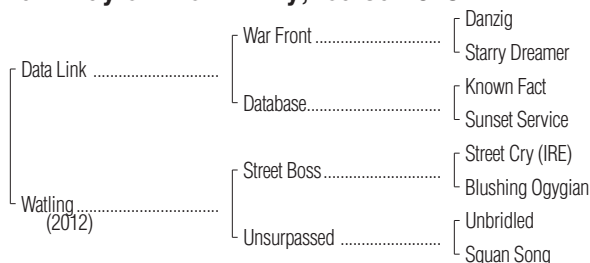 Danzig
War Front ................................
Starry Dreamer
Data Link ................................
Known Fact
Database..................................
Sunset Service
Street Cry (IRE)
Street Boss..............................
Blushing Ogygian
Watling....................................
(2012)
Unbridled
Unsurpassed ..........................
Squan Song